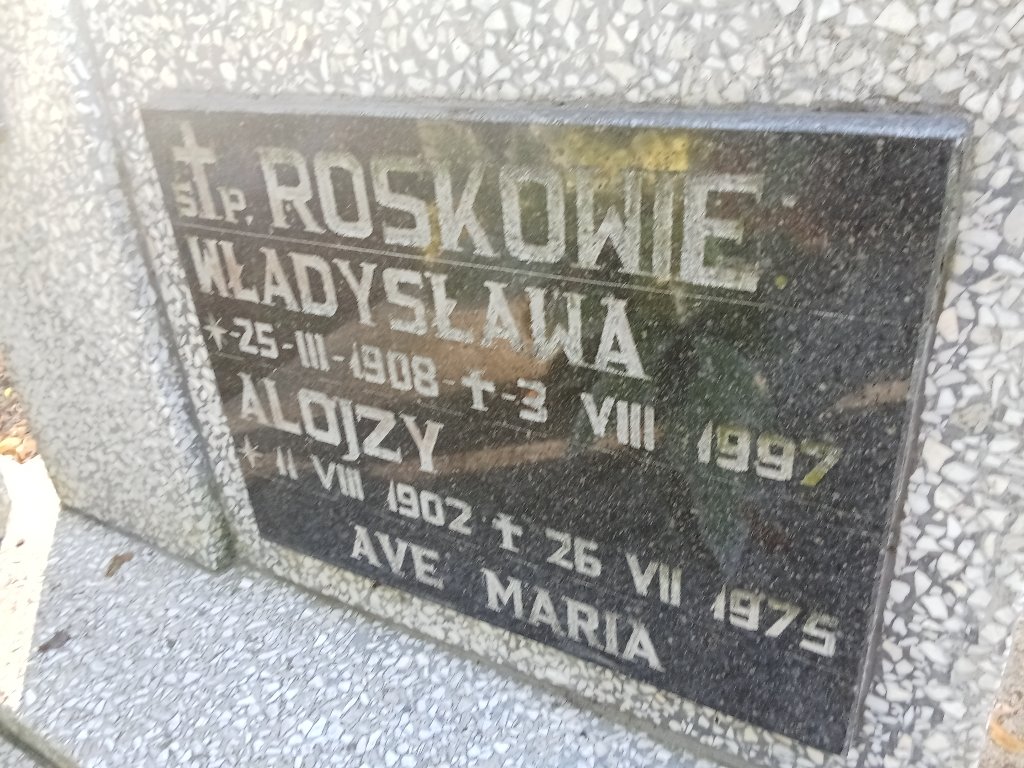 Ś†P. ROSKOWIE
WŁADYSŁAWA
*-25-III-1908-†-3 VIII 1997
ALOJZY
* 11 VIII 1902 † 26 VII 1975
AVE MARIA